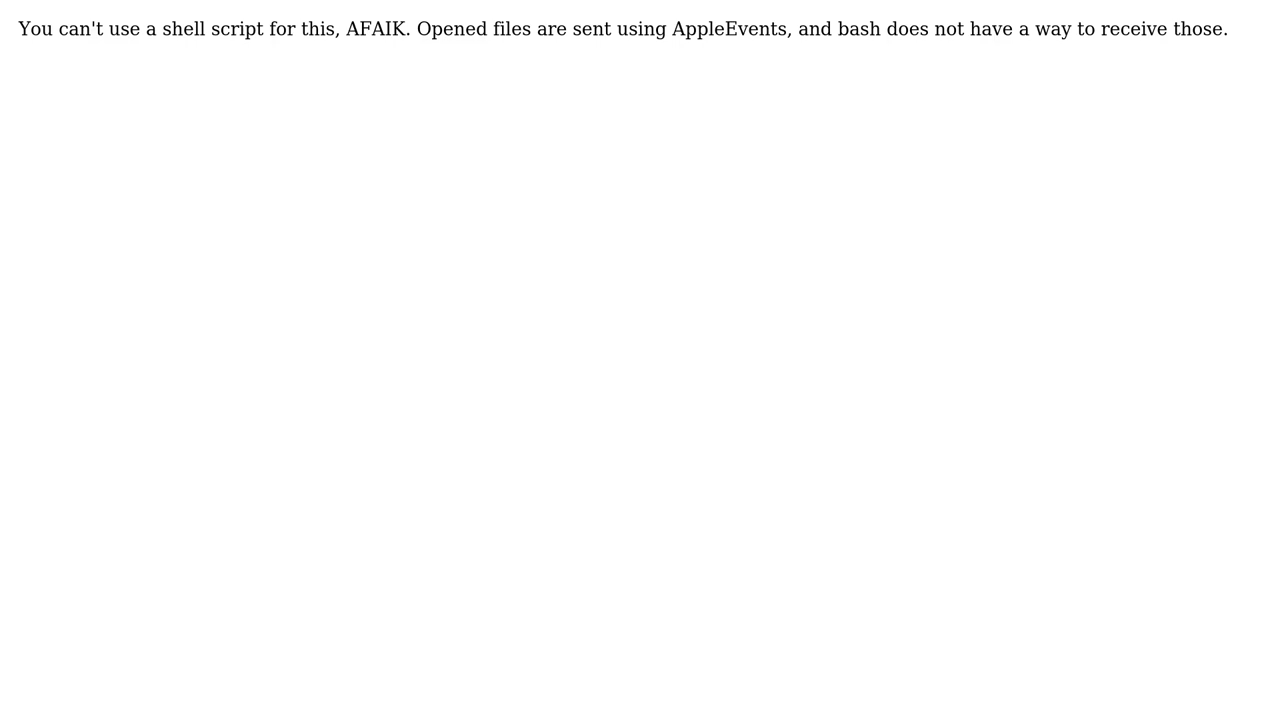 You can't use a shell script for this, AFAIK. Opened files are sent using AppleEvents, and bash does not have a way to receive those.